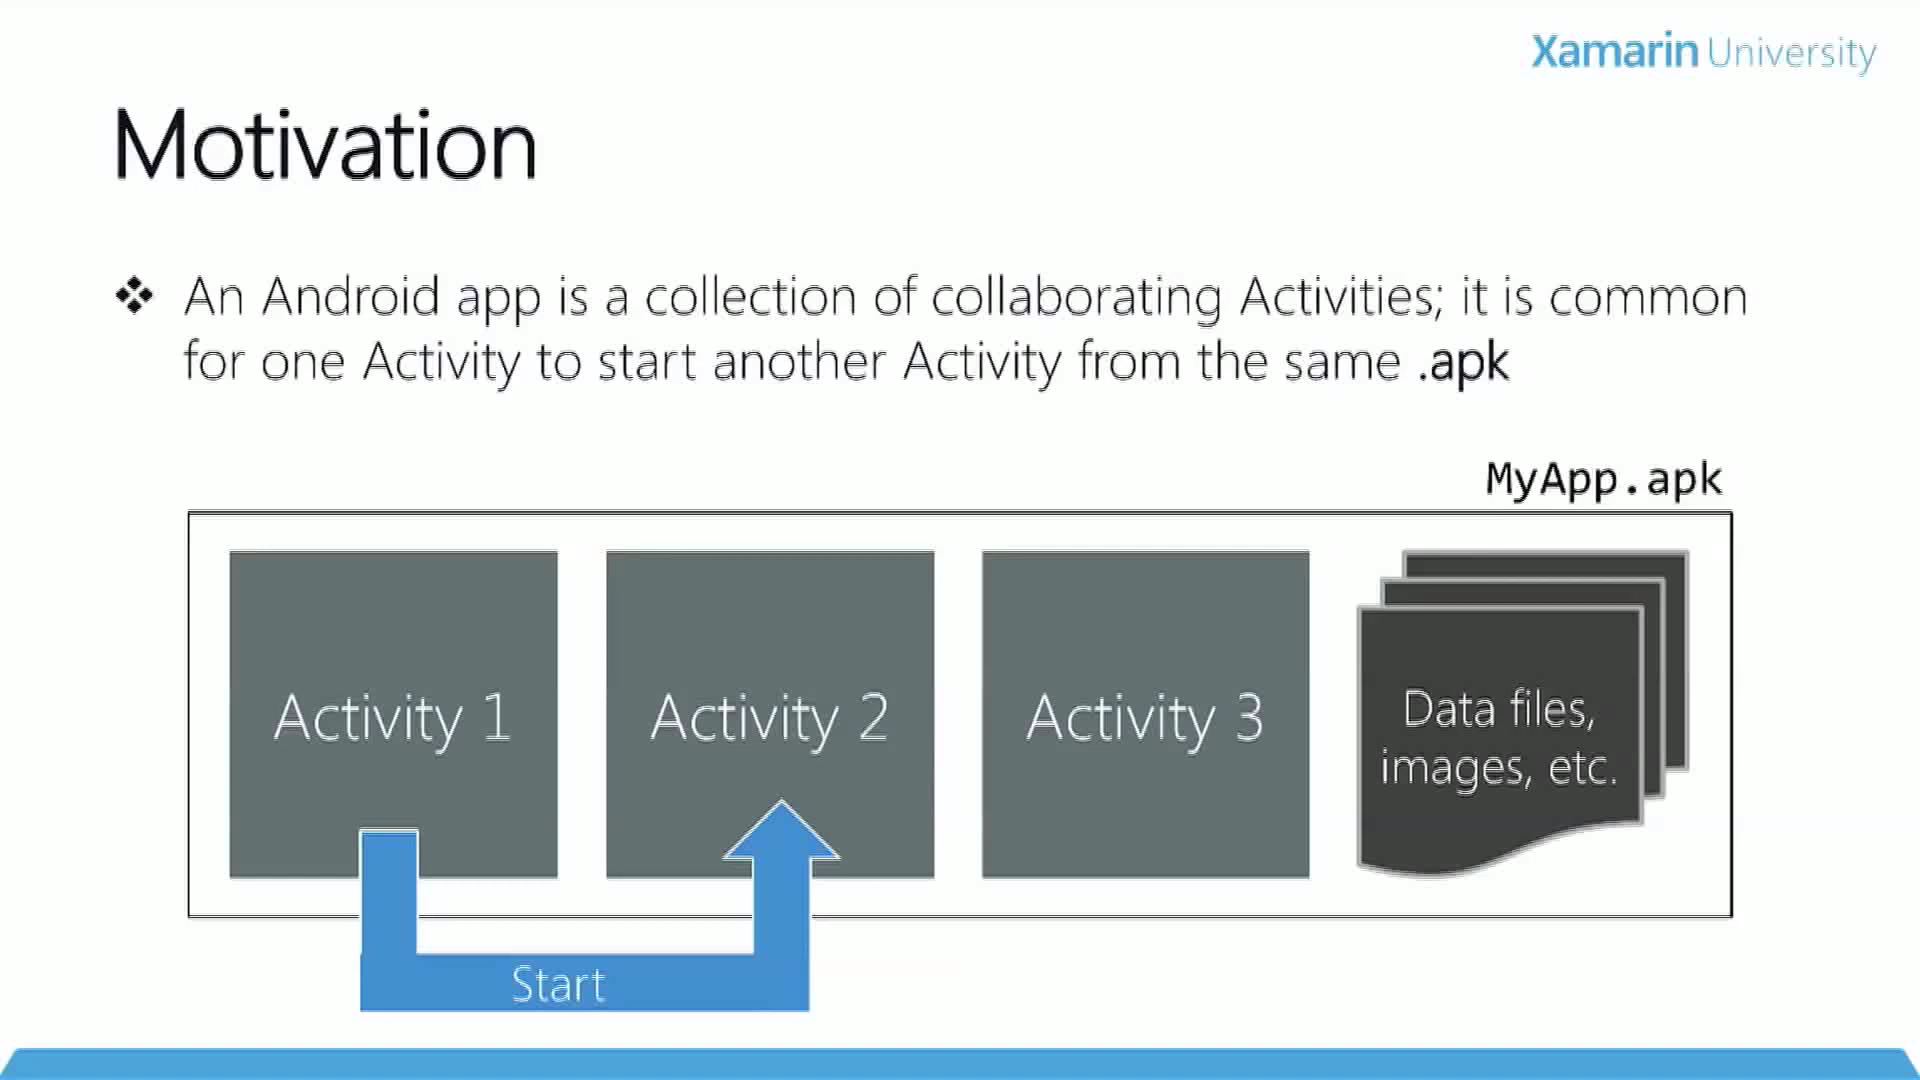 Xamarin University
Motivation
❖ An Android app is a collection of collaborating Activities; it is common
for one Activity to start another Activity from the same .apk
MyApp.apk
Activity 1
Activity 2
Activity 3
Data files,
images, etc.
Start